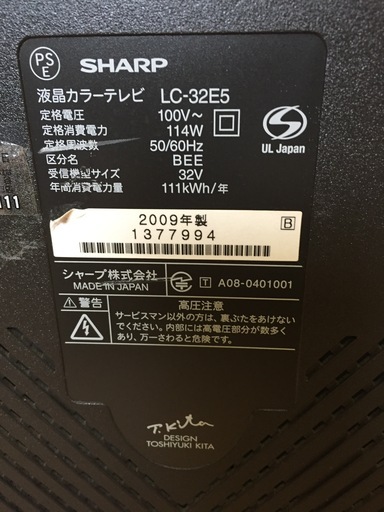 PS
E
SHARP
液晶カラーテレビ LC-32E5
定格電圧 100V～
定格消費電力 114W
定格周波数 50/60Hz
区分名 BEE
受信機型サイズ 32V
年間消費電力量 111kWh/年
UL Japan
111
2009年製 B
1377994
シャープ株式会社
MADE IN JAPAN
T A08-0401001
警告 高圧注意
サービスマン以外の方は、裏ぶたをあけないでください。内部には高電圧部分が数多くあり、万一さわると危険です。
T.Kita
DESIGN
TOSHIYUKI KITA